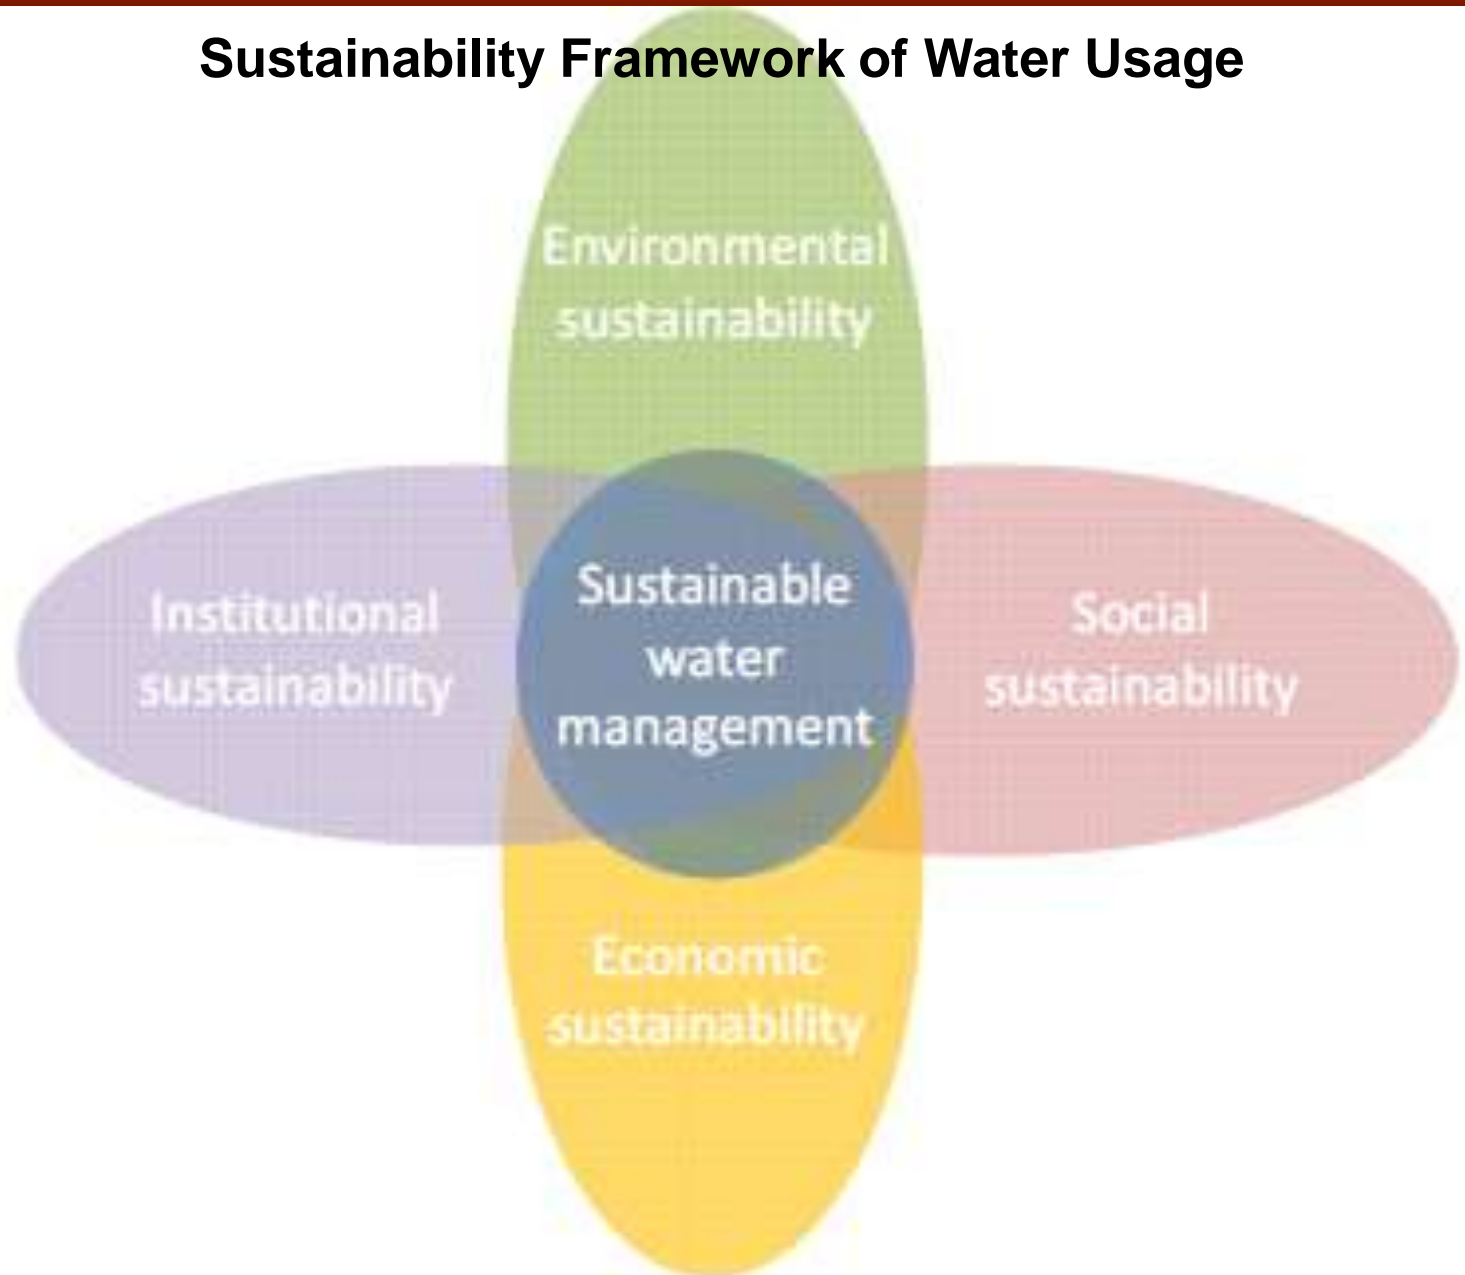 Sustainability Framework of Water Usage
Environmental
sustainability
Institutional
sustainability
Sustainable
water
management
Social
sustainability
Economic
sustainability